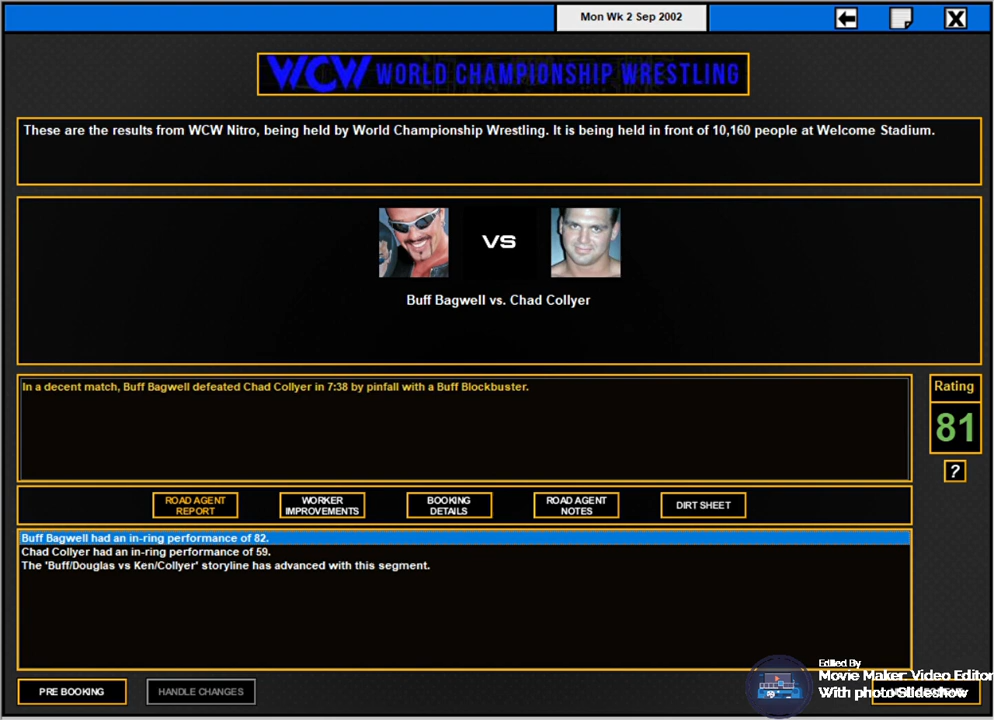 Mon Wk 2 Sep 2002
WCW WORLD CHAMPIONSHIP WRESTLING
These are the results from WCW Nitro, being held by World Championship Wrestling. It is being held in front of 10,160 people at Welcome Stadium.
VS
Buff Bagwell vs. Chad Collyer
In a decent match, Buff Bagwell defeated Chad Collyer in 7:38 by pinfall with a Buff Blockbuster.
Rating
81
?
ROAD AGENT REPORT
WORKER IMPROVEMENTS
BOOKING DETAILS
ROAD AGENT NOTES
DIRT SHEET
Buff Bagwell had an in-ring performance of 82.
Chad Collyer had an in-ring performance of 59.
The 'Buff/Douglas vs Ken/Collyer' storyline has advanced with this segment.
PRE BOOKING
HANDLE CHANGES
Edited By
Movie Maker: Video Editor
With photo Slideshow